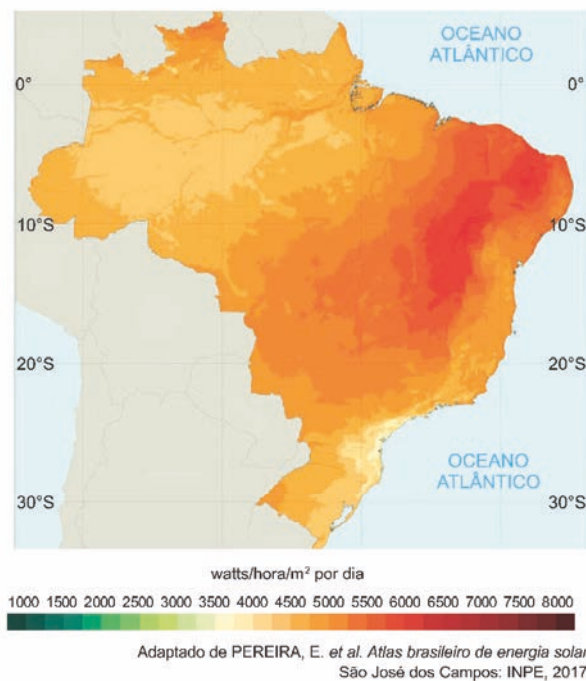 OCEANO
ATLÂNTICO
0°
0°
10°S
10°S
20°S
20°S
OCEANO
ATLÂNTICO
30°S
30°S
watts/hora/m² por dia
1000 1500 2000 2500 3000 3500 4000 4500 5000 5500 6000 6500 7000 7500 8000
Adaptado de PEREIRA, E. et al. Atlas brasileiro de energia solar
São José dos Campos: INPE, 2017